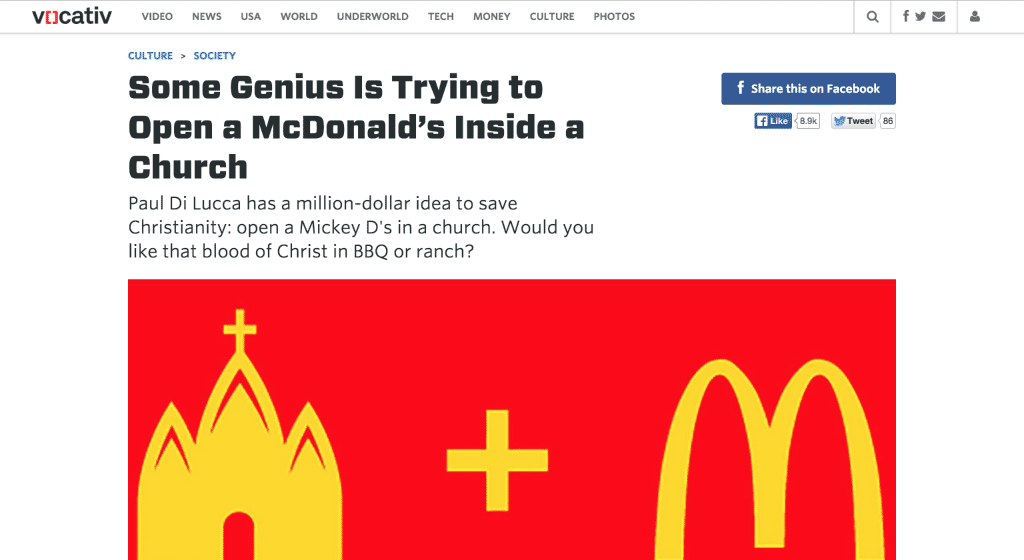 vocativ VIDEO NEWS USA WORLD UNDERWORLD TECH MONEY CULTURE PHOTOS
CULTURE > SOCIETY
Some Genius Is Trying to
Open a McDonald's Inside a
Church
Paul Di Lucca has a million-dollar idea to save
Christianity: open a Mickey D's in a church. Would you
like that blood of Christ in BBQ or ranch?
Share this on Facebook
Like 8.9k Tweet 86